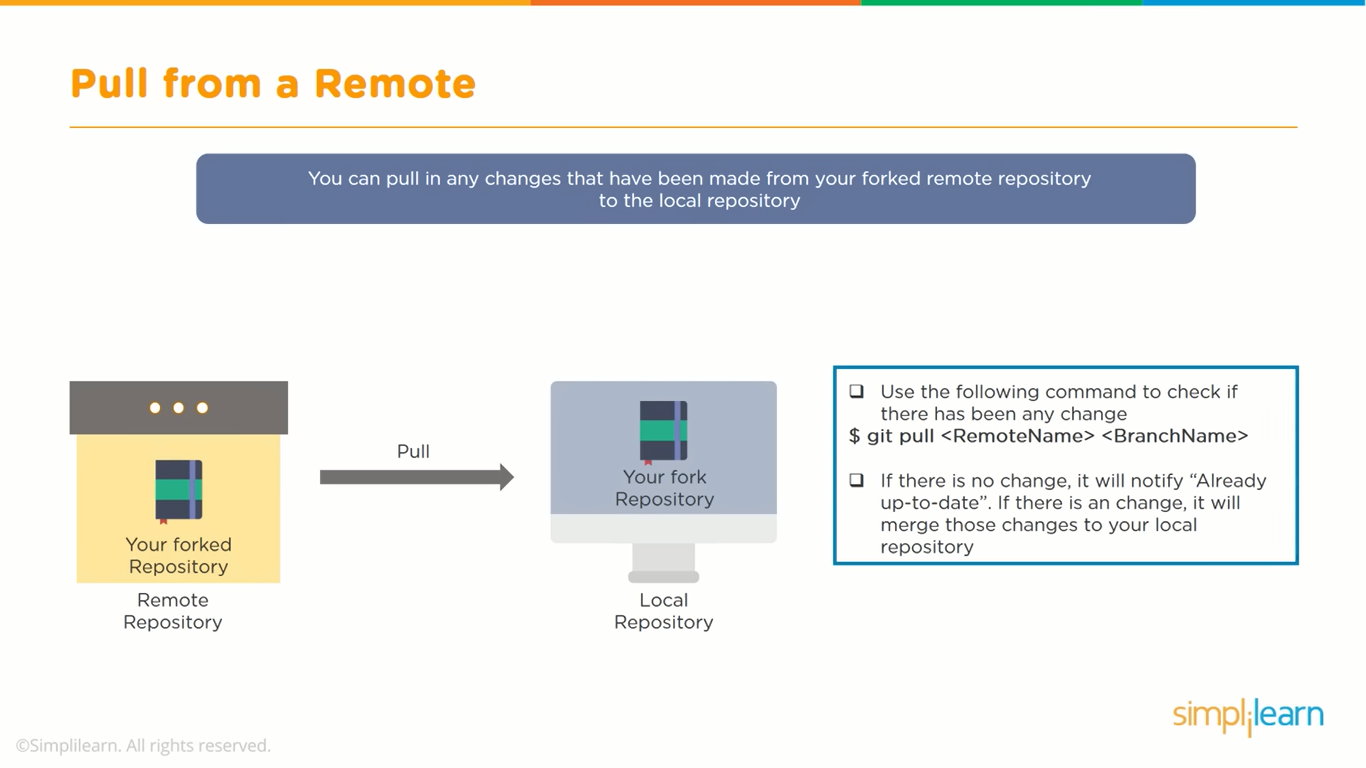 Pull from a Remote
You can pull in any changes that have been made from your forked remote repository
to the local repository
Pull
Your forked
Repository
Remote
Repository
Your fork
Repository
Local
Repository
Use the following command to check if
there has been any change
$ git pull <RemoteName> <BranchName>
If there is no change, it will notify “Already
up-to-date”. If there is an change, it will
merge those changes to your local
repository
simplilearn
©Simplilearn. All rights reserved.